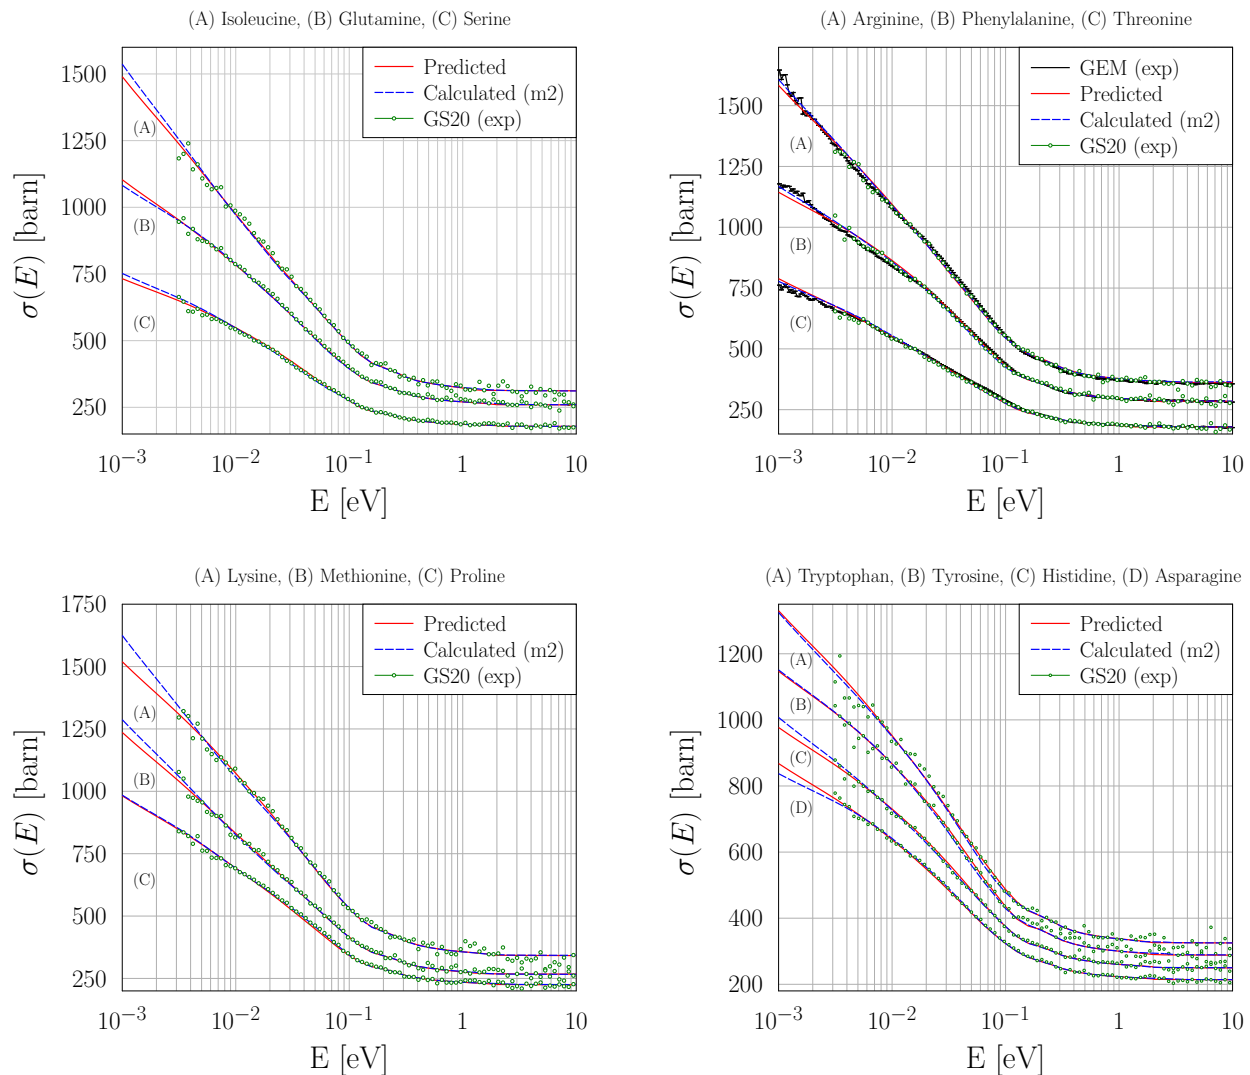 (A) Isoleucine, (B) Glutamine, (C) Serine
1500
1250
1000
750
500
250
σ(E) [barn]
Predicted
Calculated (m2)
GS20 (exp)
(A)
(B)
(C)
10⁻³
10⁻²
10⁻¹
1
10
E [eV]
(A) Arginine, (B) Phenylalanine, (C) Threonine
1500
1250
1000
750
500
250
σ(E) [barn]
GEM (exp)
Predicted
Calculated (m2)
GS20 (exp)
(A)
(B)
(C)
10⁻³
10⁻²
10⁻¹
1
10
E [eV]
(A) Lysine, (B) Methionine, (C) Proline
1750
1500
1250
1000
750
500
250
σ(E) [barn]
Predicted
Calculated (m2)
GS20 (exp)
(A)
(B)
(C)
10⁻³
10⁻²
10⁻¹
1
10
E [eV]
(A) Tryptophan, (B) Tyrosine, (C) Histidine, (D) Asparagine
1200
1000
800
600
400
200
σ(E) [barn]
Predicted
Calculated (m2)
GS20 (exp)
(A)
(B)
(C)
(D)
10⁻³
10⁻²
10⁻¹
1
10
E [eV]